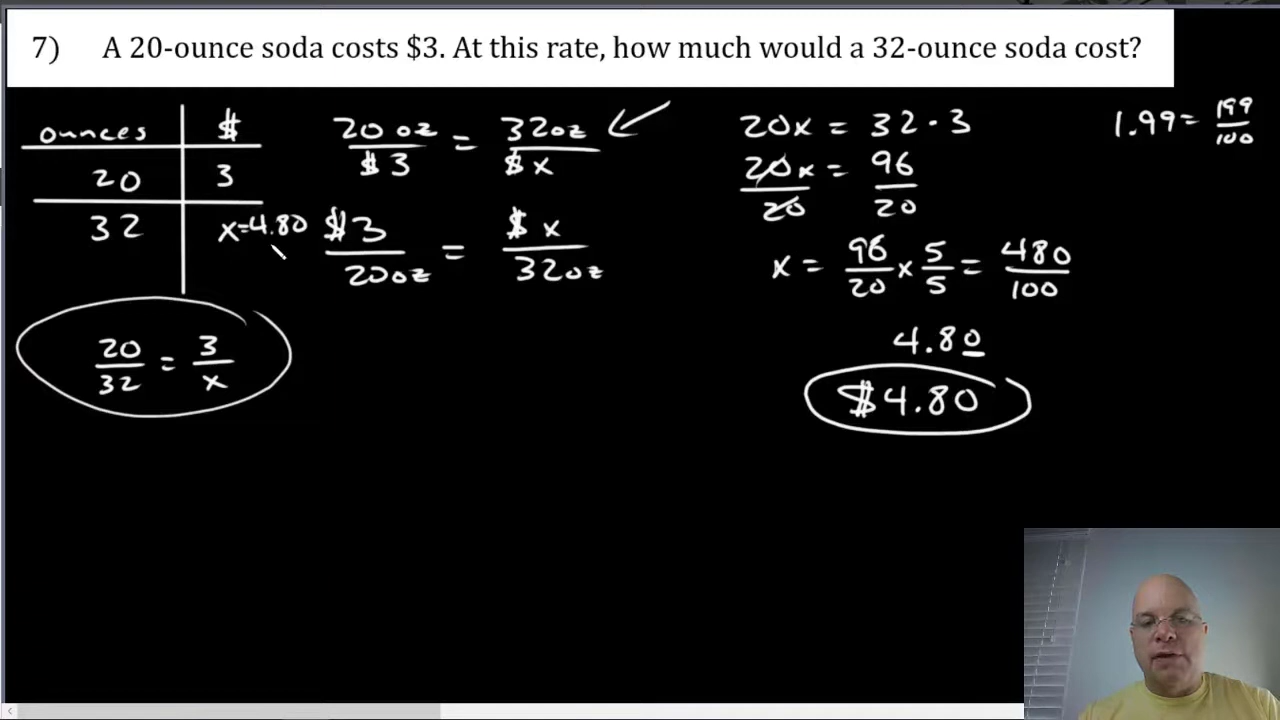 7) A 20-ounce soda costs $3. At this rate, how much would a 32-ounce soda cost?
ounces $
20 3
32 x=4.80
20/32 = 3/x
20 oz/$3 = 32oz/$x
$3/20oz = $x/32oz
20x = 32·3
20x/20 = 96/20
x = 96/20 x 5/5 = 480/100
4.80
$4.80
1.99 = 199/100